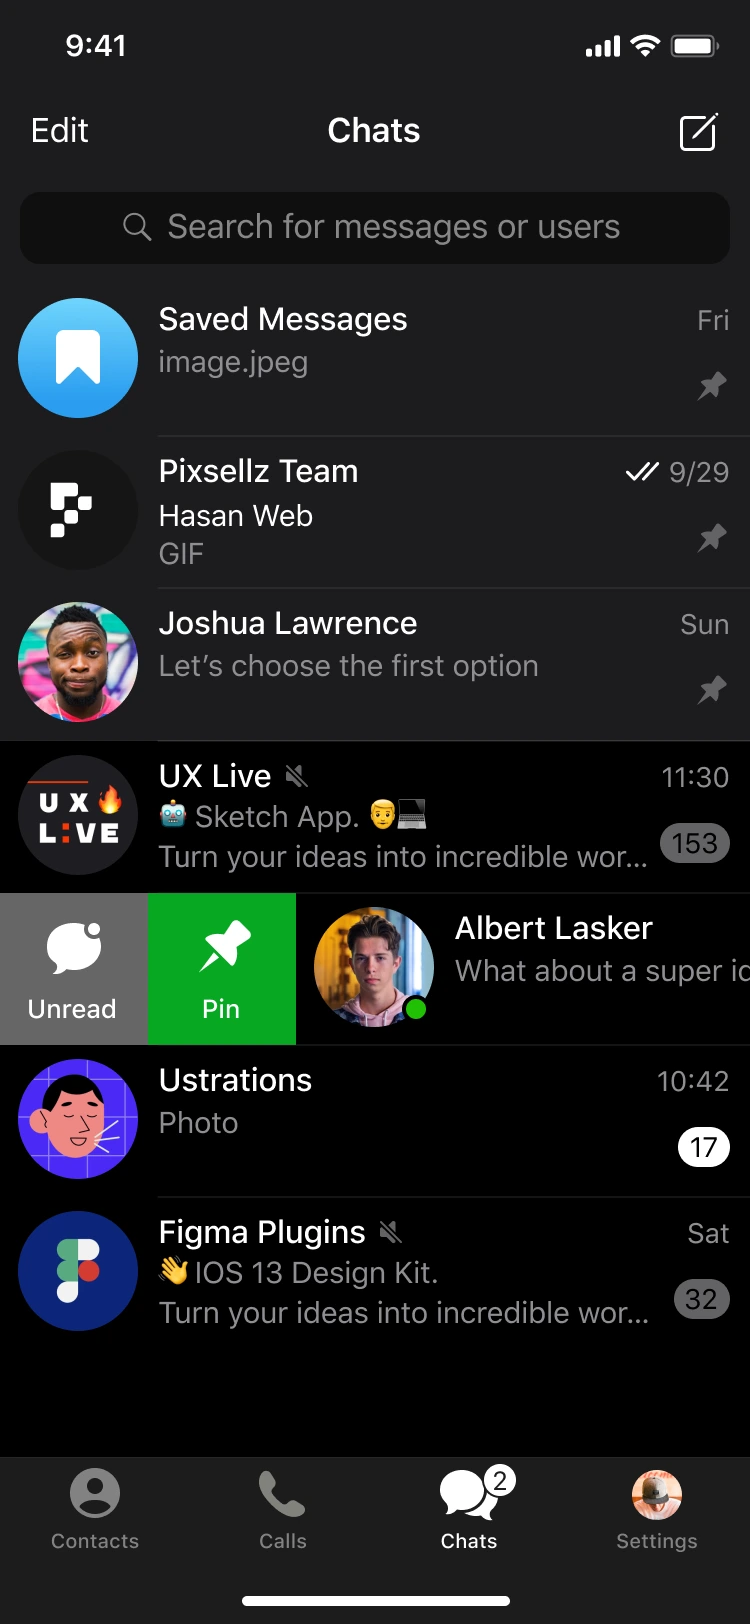 9:41
Edit
Chats
Search for messages or users
Saved Messages
Fri
image.jpeg
Pixsellz Team
9/29
Hasan Web
GIF
Joshua Lawrence
Sun
Let’s choose the first option
UX Live
11:30
UX🔥
L:VE
🤖 Sketch App. 👨‍💻
Turn your ideas into incredible wor...
153
Unread
Pin
Albert Lasker
What about a super ic
Ustrations
10:42
Photo
17
Figma Plugins
Sat
👋 IOS 13 Design Kit.
Turn your ideas into incredible wor...
32
2
Contacts
Calls
Chats
Settings